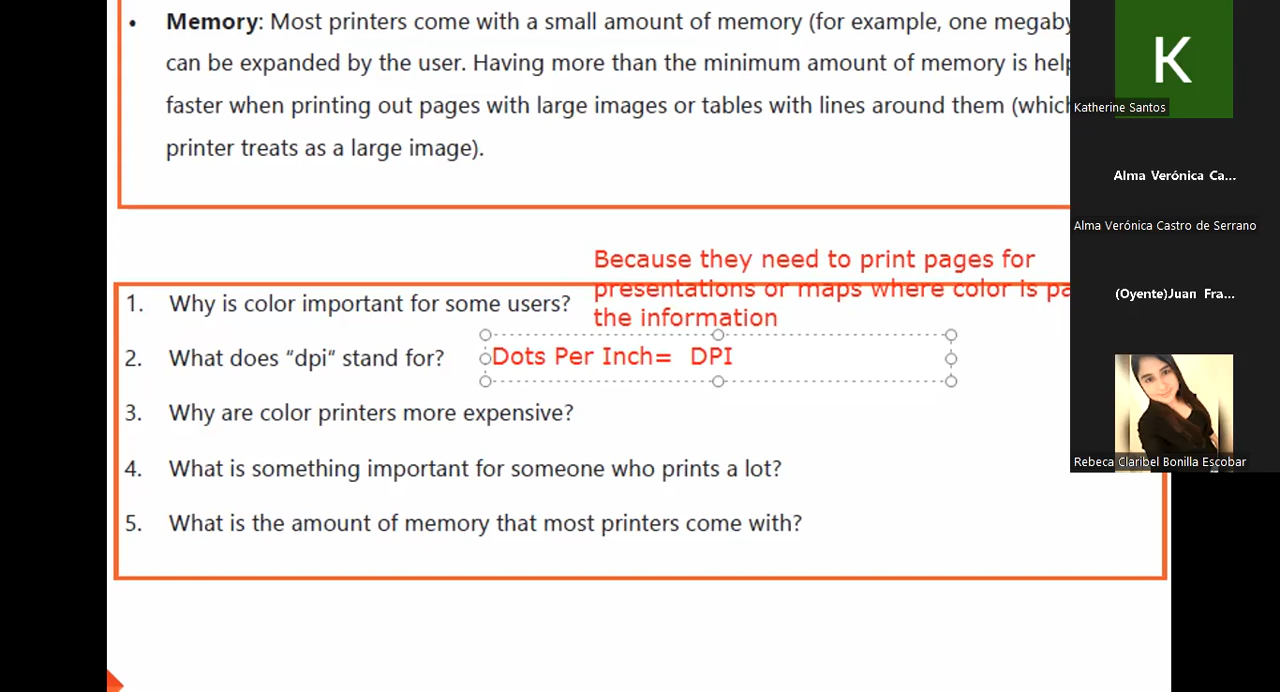 • Memory: Most printers come with a small amount of memory (for example, one megaby
can be expanded by the user. Having more than the minimum amount of memory is help
faster when printing out pages with large images or tables with lines around them (which
printer treats as a large image).
Because they need to print pages for
presentations or maps where color is pa
the information
1. Why is color important for some users?
2. What does “dpi“ stand for?
Dots Per Inch= DPI
3. Why are color printers more expensive?
4. What is something important for someone who prints a lot?
5. What is the amount of memory that most printers come with?
K
Katherine Santos
Alma Verónica Ca...
Alma Verónica Castro de Serrano
(Oyente)Juan Fra...
Rebeca Claribel Bonilla Escobar